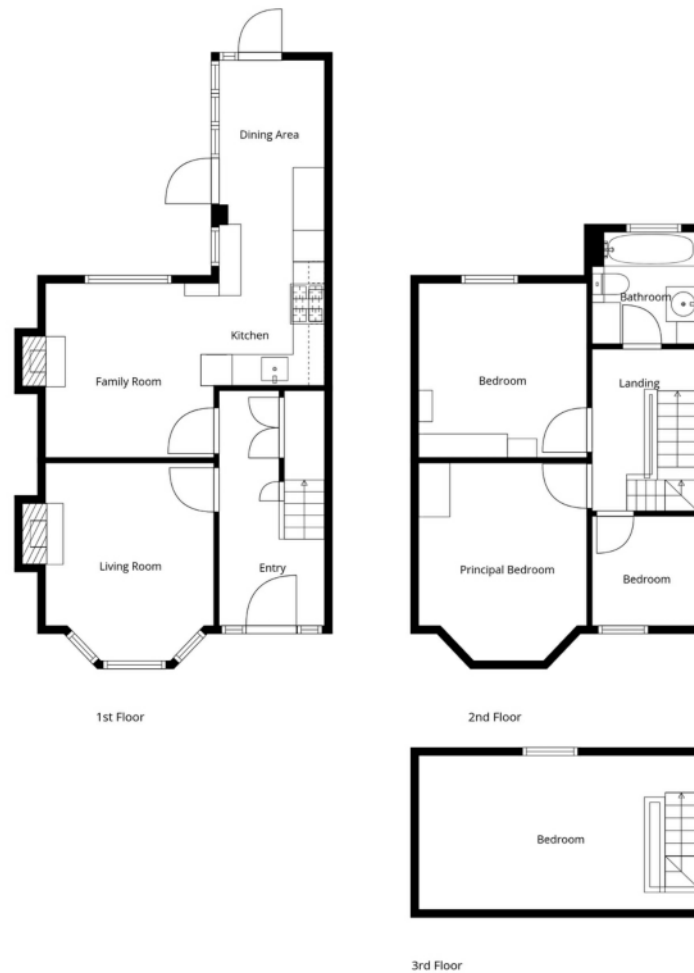 Dining Area
Kitchen
Family Room
Living Room
Entry
1st Floor
Bathroom
Landing
Bedroom
Principal Bedroom
Bedroom
2nd Floor
Bedroom
3rd Floor